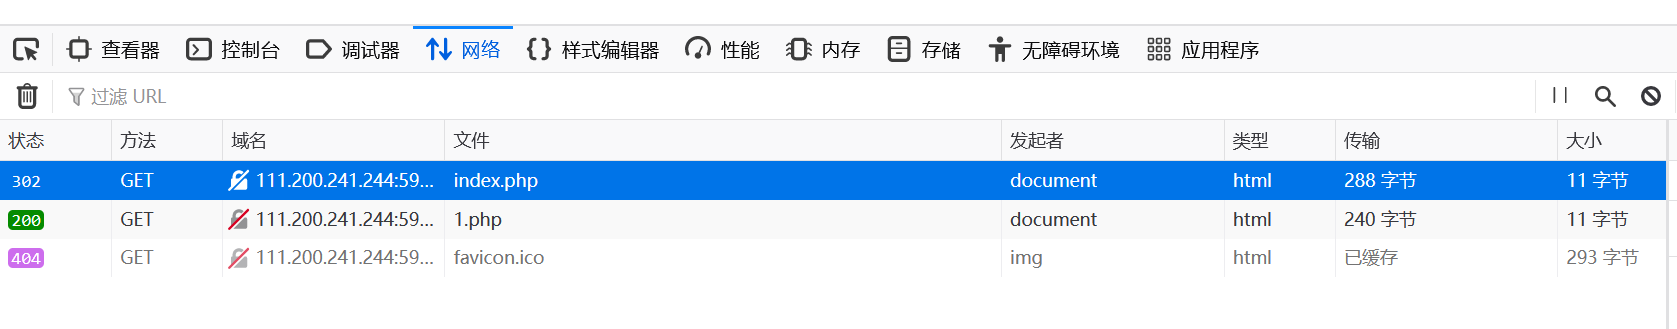 查看器 控制台 调试器 网络 样式编辑器 性能 内存 存储 无障碍环境 应用程序
过滤 URL
状态 方法 域名 文件 发起者 类型 传输 大小
302 GET 111.200.241.244:59... index.php document html 288 字节 11 字节
200 GET 111.200.241.244:59... 1.php document html 240 字节 11 字节
404 GET 111.200.241.244:59... favicon.ico img html 已缓存 293 字节